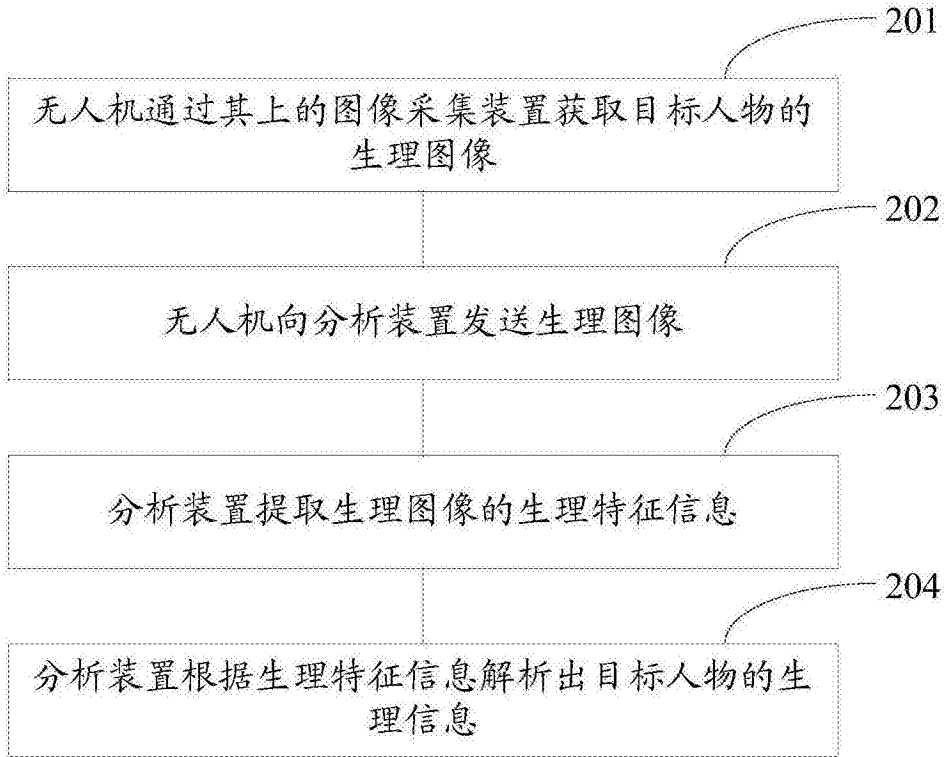 201
无人机通过其上的图像采集装置获取目标人物的
生理图像
202
无人机向分析装置发送生理图像
203
分析装置提取生理图像的生理特征信息
204
分析装置根据生理特征信息解析出目标人物的生
理信息